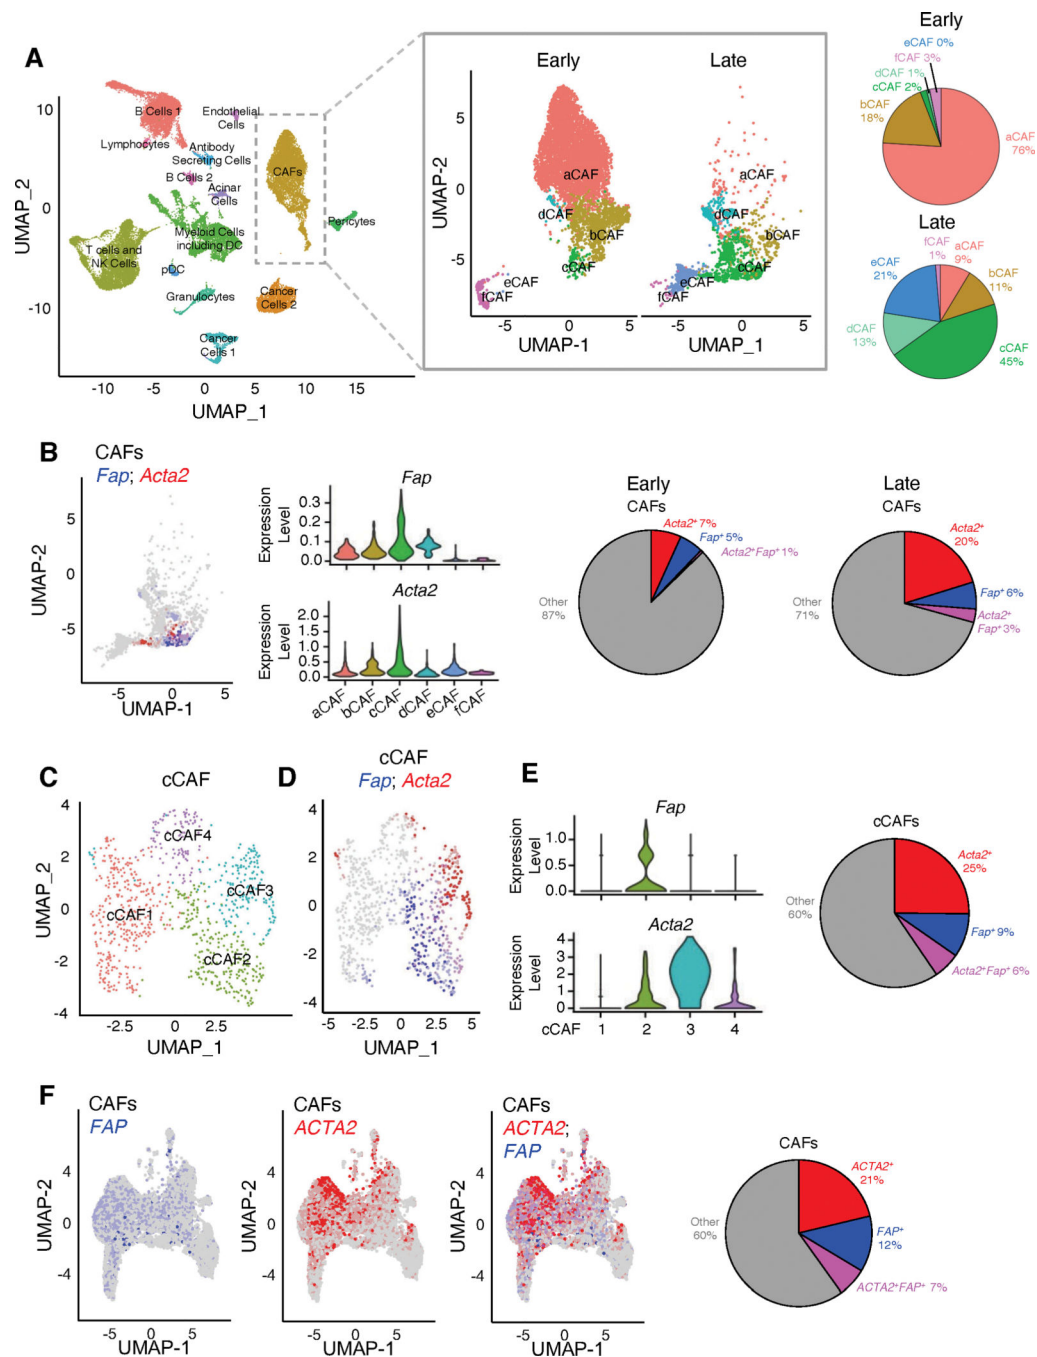 A
UMAP_2
10
0
-10
-10
-5
0
5
10
15
UMAP_1
B Cells 1
Endothelial
Cells
Lymphocytes
Antibody
Secreting Cells
B Cells 2
Acinar
Cells
CAFs
Pericytes
Myeloid Cells
including DC
T cells and
NK Cells
pDC
Granulocytes
Cancer
Cells 2
Cancer
Cells 1
Early
Late
UMAP-2
5
0
-5
aCAF
dCAF
bCAF
cCAF
eCAF
fCAF
aCAF
dCAF
bCAF
cCAF
eCAF
fCAF
-5
0
5
-5
0
5
UMAP-1
UMAP_1
Early
eCAF 0%
fCAF 3%
dCAF 1%
cCAF 2%
bCAF
18%
aCAF
76%
Late
fCAF
1%
aCAF
9%
eCAF
21%
bCAF
11%
dCAF
13%
cCAF
45%
B
CAFs
Fap; Acta2
UMAP-2
5
0
-5
-5
0
5
UMAP-1
Fap
Expression
Level
0.3
0.2
0.1
0.0
Acta2
Expression
Level
2.0
1.5
1.0
0.5
0.0
aCAF
bCAF
cCAF
dCAF
eCAF
fCAF
Early
CAFs
Acta2+ 7%
Fap+ 5%
Acta2+Fap+ 1%
Other
87%
Late
CAFs
Acta2+
20%
Fap+ 6%
Acta2+
Fap+ 3%
Other
71%
C
cCAF
UMAP_2
4
2
0
-2
-4
cCAF4
cCAF3
cCAF1
cCAF2
-2.5
0
2.5
UMAP_1
D
cCAF
Fap; Acta2
4
2
0
-2
-4
-5
-2.5
0
2.5
5
UMAP_1
E
Fap
Expression
Level
1.0
0.5
0.0
Acta2
Expression
Level
4
3
2
1
0
cCAF
1
2
3
4
cCAFs
Acta2+
25%
Fap+ 9%
Acta2+Fap+ 6%
Other
60%
F
CAFs
FAP
UMAP-2
4
0
-4
-5
0
5
UMAP-1
CAFs
ACTA2
UMAP-2
4
0
-4
-5
0
5
UMAP-1
CAFs
ACTA2;
FAP
UMAP-2
4
0
-4
-5
0
5
UMAP-1
CAFs
ACTA2+
21%
FAP+
12%
ACTA2+FAP+ 7%
Other
60%